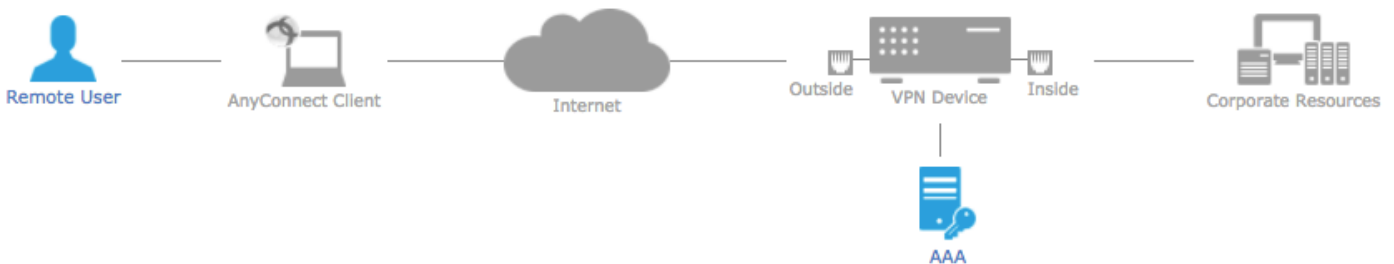 Remote User
AnyConnect Client
Internet
Outside
VPN Device
Inside
Corporate Resources
AAA